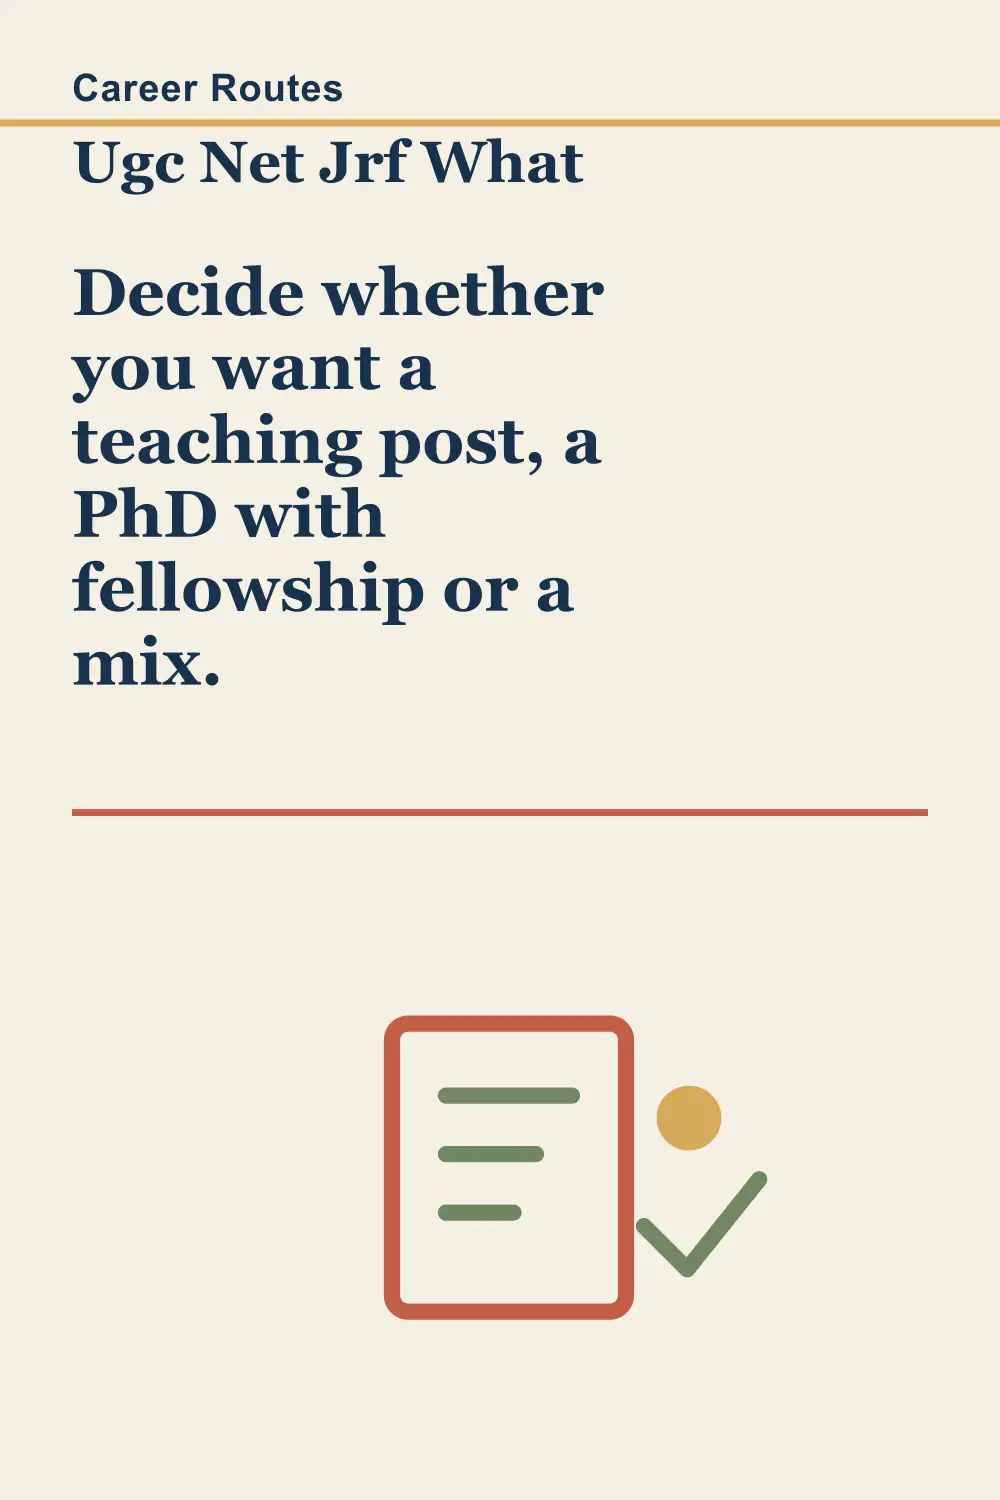 Career Routes
Ugc Net Jrf What
Decide whether
you want a
teaching post, a
PhD with
fellowship or a
mix.